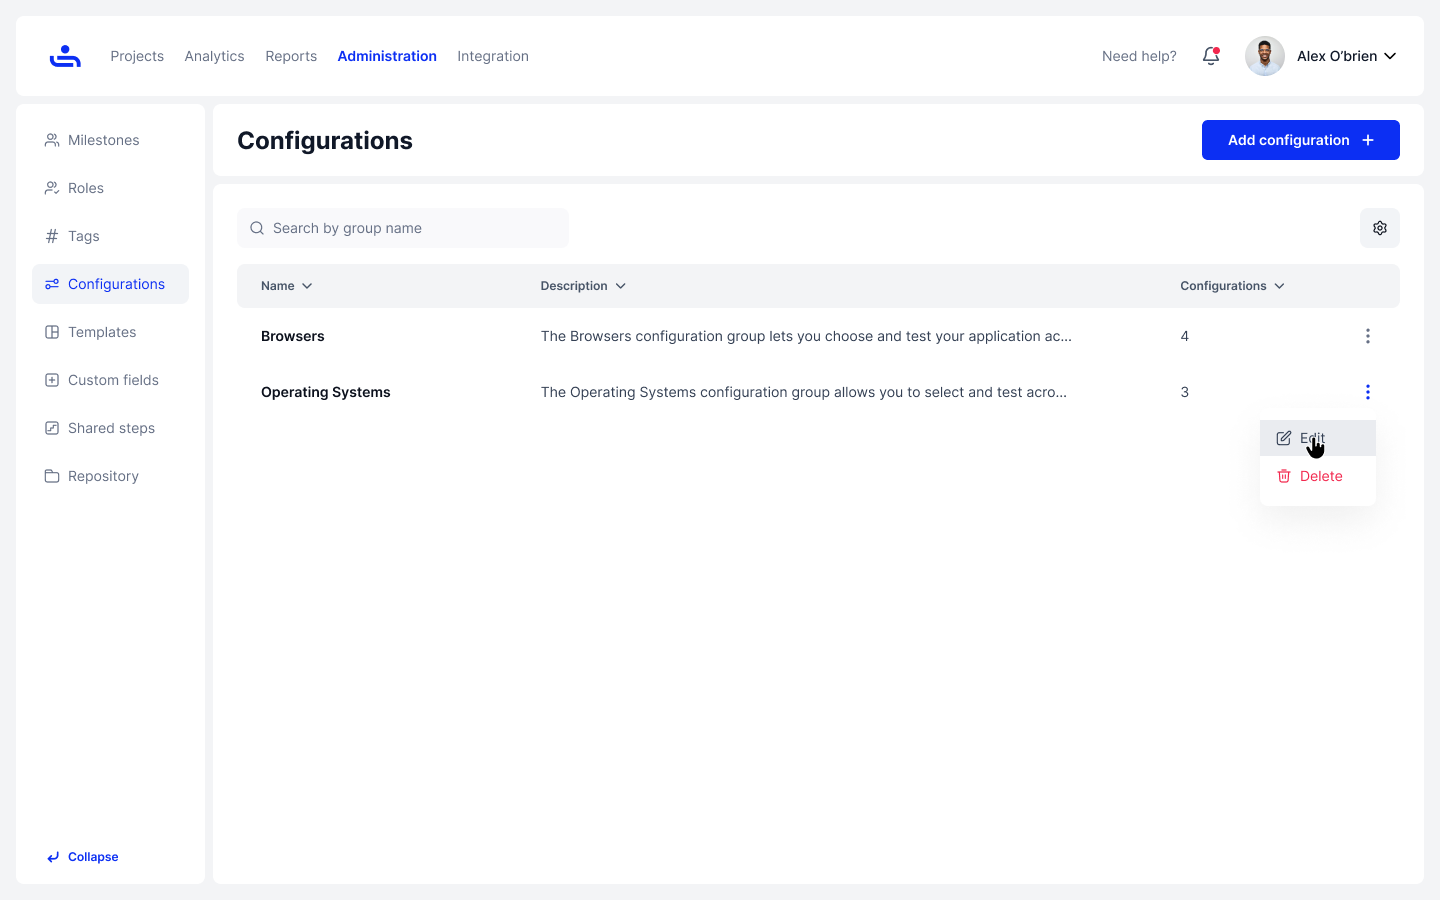 Projects Analytics Reports Administration Integration Need help? Alex O’brien
Milestones
Roles
Tags
Configurations
Templates
Custom fields
Shared steps
Repository
Collapse
Configurations Add configuration
Search by group name
Name Description Configurations
Browsers The Browsers configuration group lets you choose and test your application ac... 4
Operating Systems The Operating Systems configuration group allows you to select and test acro... 3
Edit
Delete